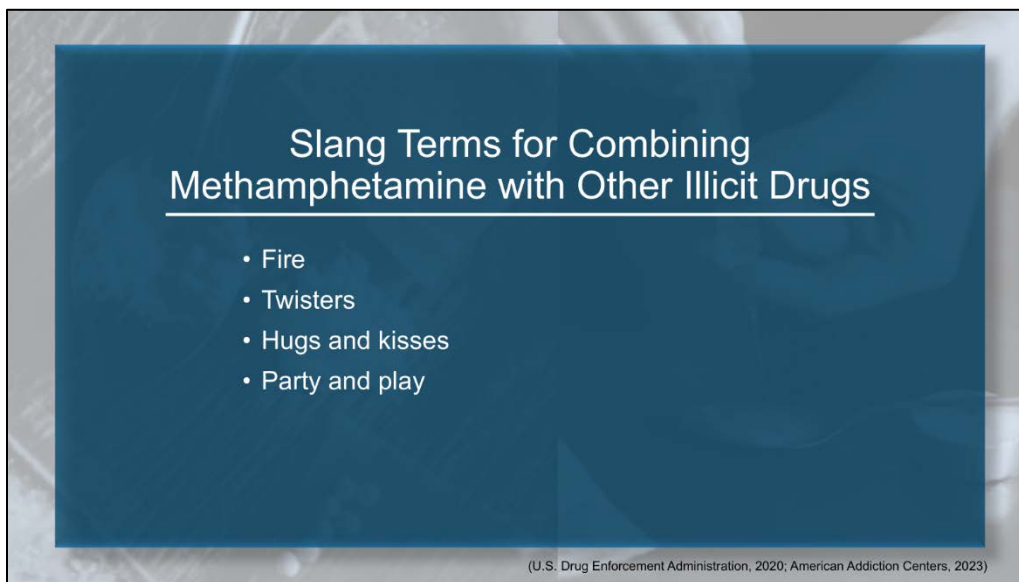 Slang Terms for Combining
Methamphetamine with Other Illicit Drugs
• Fire
• Twisters
• Hugs and kisses
• Party and play
(U.S. Drug Enforcement Administration, 2020; American Addiction Centers, 2023)